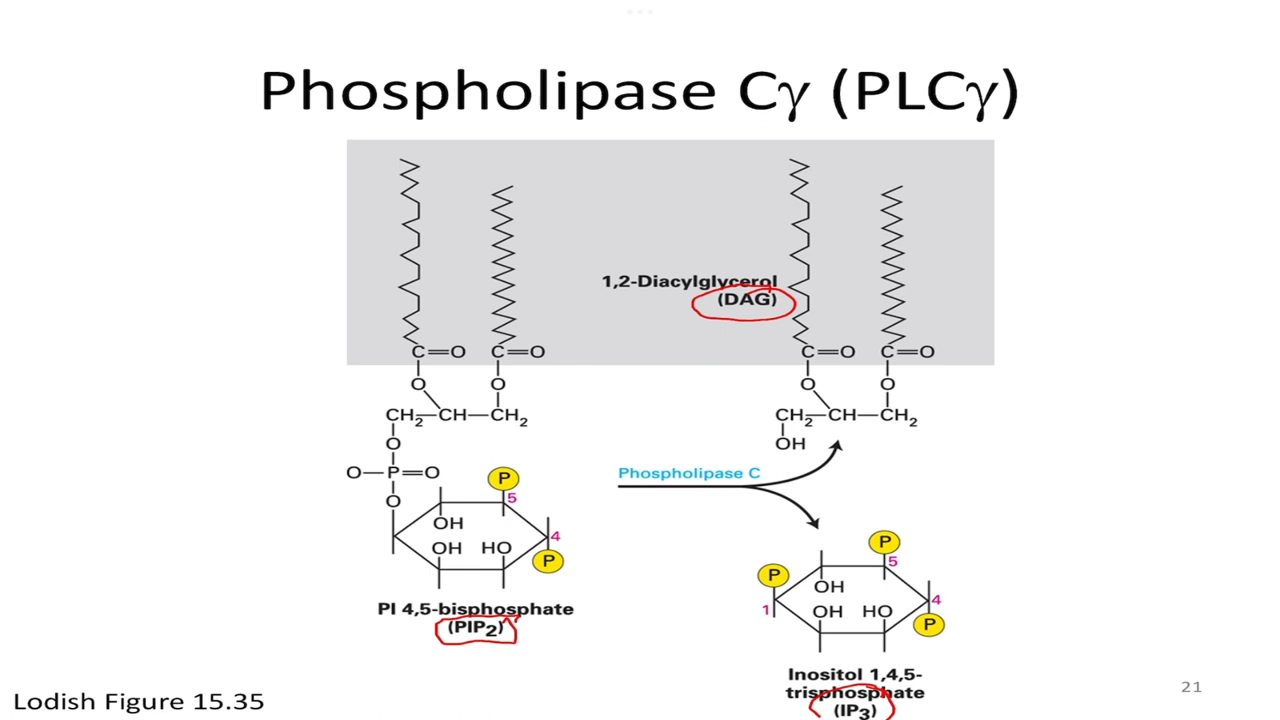 Phospholipase Cγ (PLCγ)
1,2-Diacylglycerol
(DAG)
C=O C=O C=O C=O
O O O O
CH₂—CH—CH₂ CH₂—CH—CH₂
O OH
O—P=O
O
Phospholipase C
P
5
OH
OH HO
4
P
PI 4,5-bisphosphate
(PIP₂)
P
5
P
OH
1
OH HO
4
P
Inositol 1,4,5-
trisphosphate
(IP₃)
Lodish Figure 15.35
21